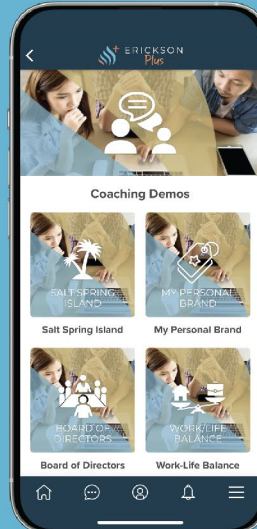 ERICKSON
Plus
Coaching Demos
SALT SPRING
ISLAND
MY PERSONAL
BRAND
Salt Spring Island
My Personal Brand
BOARD OF
DIRECTORS
WORK/LIFE
BALANCE
Board of Directors
Work-Life Balance